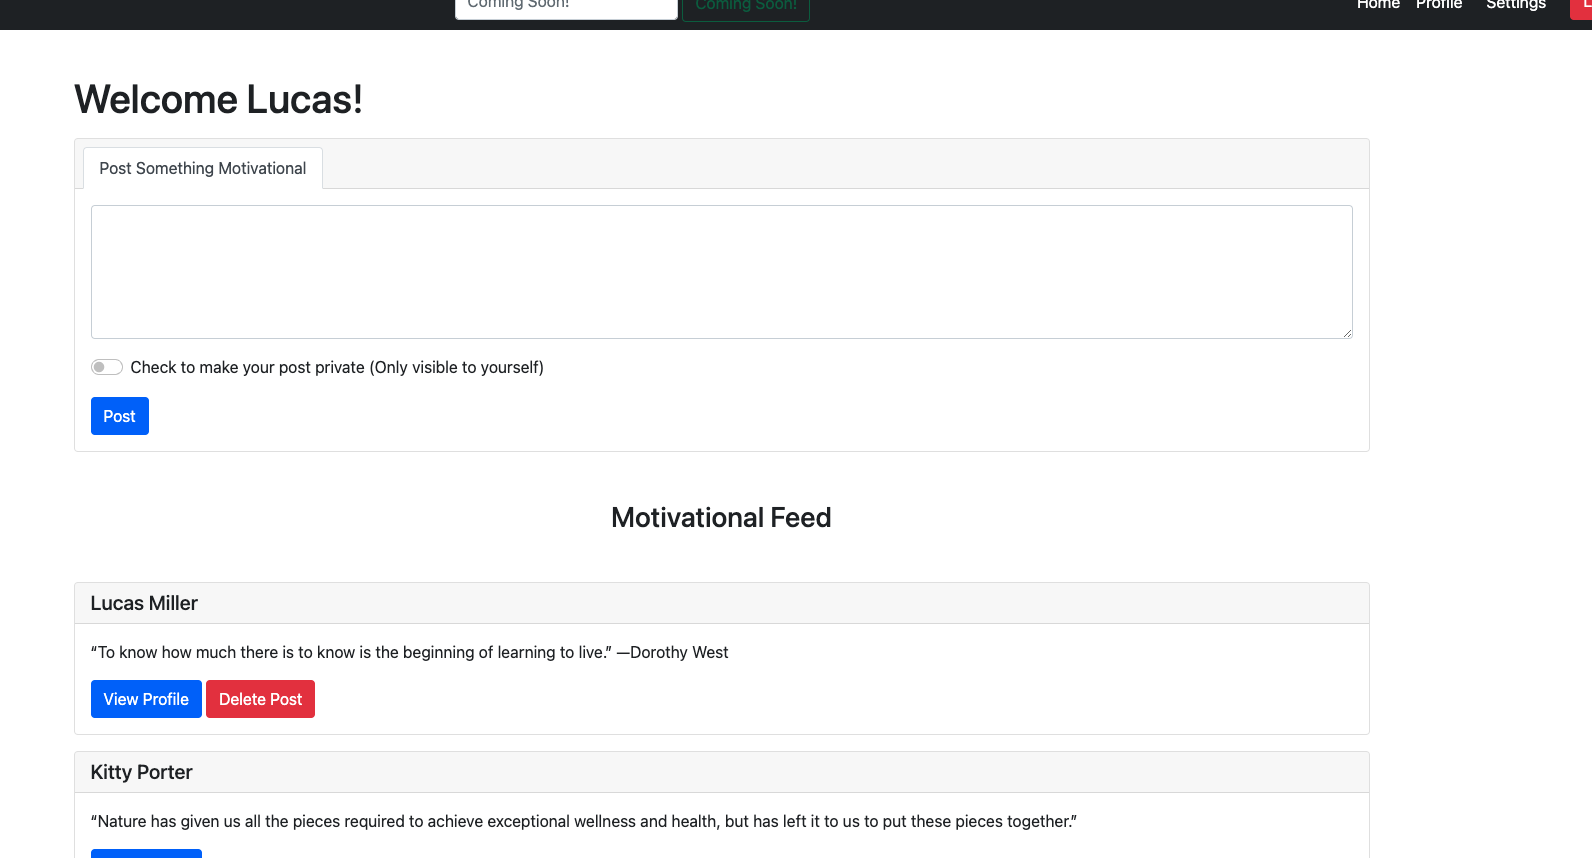 Coming Soon! Coming Soon! Home Profile Settings
Welcome Lucas!
Post Something Motivational
Check to make your post private (Only visible to yourself)
Post
Motivational Feed
Lucas Miller
“To know how much there is to know is the beginning of learning to live.” —Dorothy West
View Profile Delete Post
Kitty Porter
“Nature has given us all the pieces required to achieve exceptional wellness and health, but has left it to us to put these pieces together.”